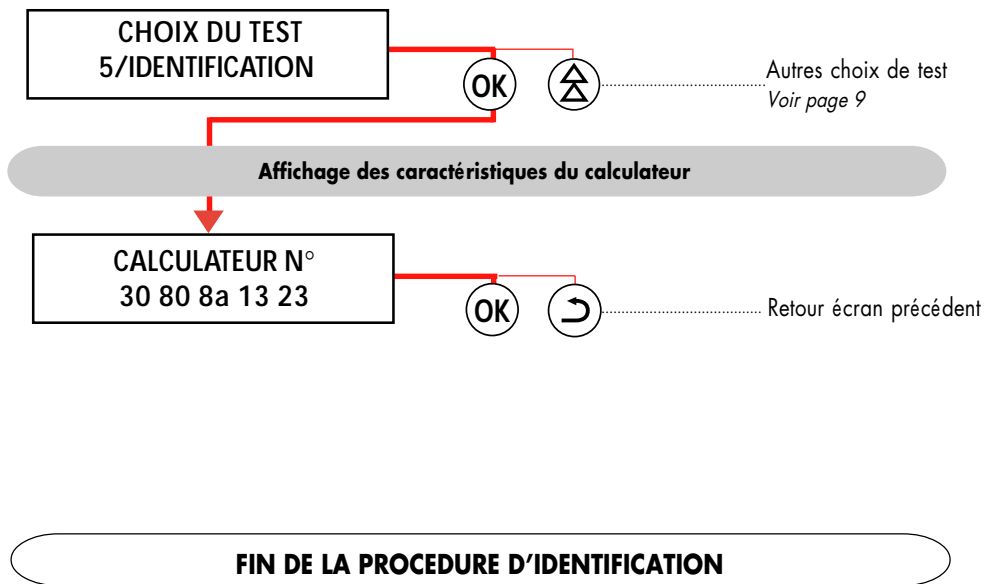 CHOIX DU TEST
5/IDENTIFICATION
OK
Autres choix de test
Voir page 9
Affichage des caractéristiques du calculateur
CALCULATEUR N°
30 80 8a 13 23
OK
Retour écran précédent
FIN DE LA PROCEDURE D'IDENTIFICATION